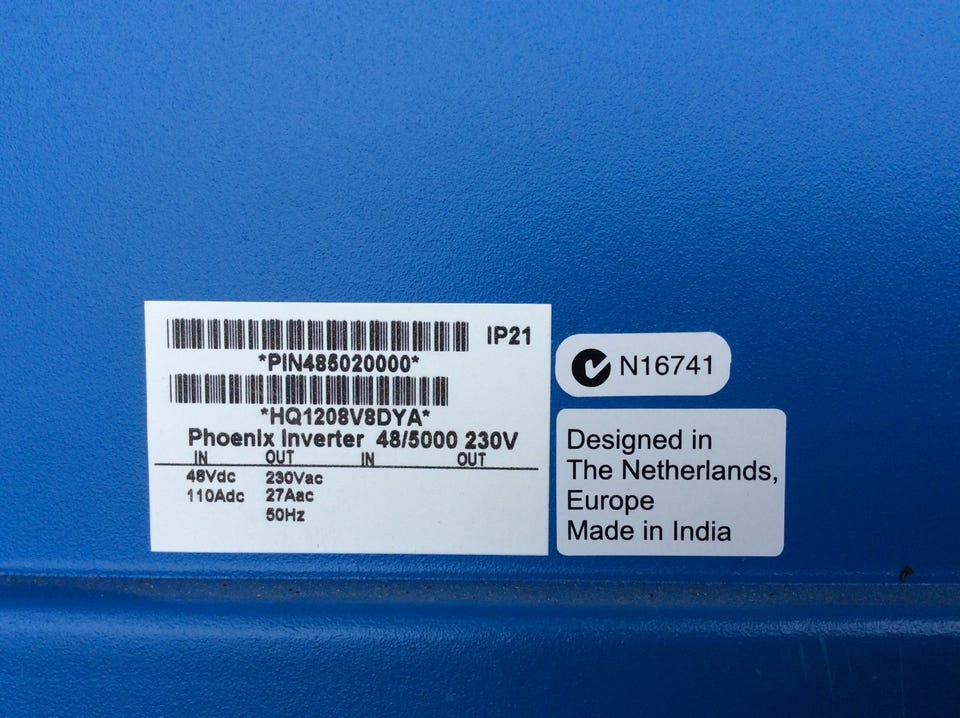 IP21
*PIN485020000*
*HQ1208V8DYA*
Phoenix Inverter 48/5000 230V
IN OUT IN OUT
48Vdc 230Vac
110Adc 27Aac
50Hz
N16741
Designed in
The Netherlands,
Europe
Made in India